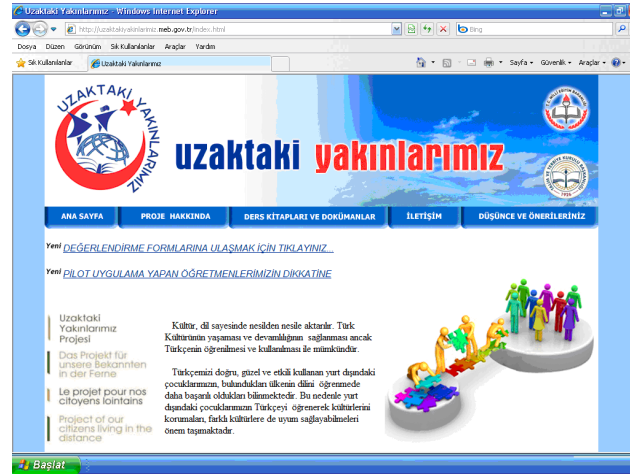 Uzaktaki Yakınlarımız - Windows Internet Explorer
http://uzaktakiyakinlarimiz.meb.gov.tr/index.html
Bing
Dosya Düzen Görünüm Sık Kullanılanlar Araçlar Yardım
Sık Kullanılanlar Uzaktaki Yakınlarımız Sayfa Güvenlik Araçlar
UZAKTAKI YAKINLARIMIZ
uzaktaki yakınlarımız
ANA SAYFA PROJE HAKKINDA DERS KİTAPLARI VE DOKÜMANLAR İLETİŞİM DÜŞÜNCE VE ÖNERİLERİNİZ
Yeni DEĞERLENDİRME FORMLARINA ULAŞMAK İÇİN TIKLAYINIZ...
Yeni PİLOT UYGULAMA YAPAN ÖĞRETMENLERİMİZİN DİKKATİNE
Uzaktaki
Yakınlarımız
Projesi
Das Projekt für
unsere Bekannten
in der Ferne
Le projet pour nos
citoyens lointains
Project of our
citizens living in the
distance
Kültür, dil sayesinde nesilden nesile aktarılır. Türk
Kültürünün yaşaması ve devamlılığının sağlanması ancak
Türkçenin öğrenilmesi ve kullanılması ile mümkündür.
Türkçemizi doğru, güzel ve etkili kullanan yurt dışındaki
çocuklarımızın, bulundukları ülkenin dilini öğrenmede
daha başarılı oldukları bilinmektedir. Bu nedenle yurt
dışındaki çocuklarımızın Türkçeyi öğrenerek kültürlerini
korumaları, farklı kültürlere de uyum sağlayabilmeleri
önem taşımaktadır.
Başlat